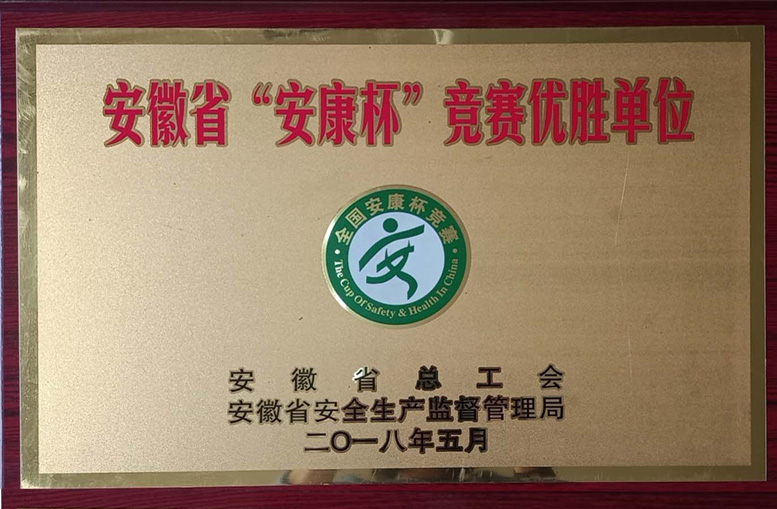 安徽省“安康杯”竞赛优胜单位
全国安康杯竞赛
The Cup Of Safety & Health In China
安徽省总工会
安徽省安全生产监督管理局
二〇一八年五月